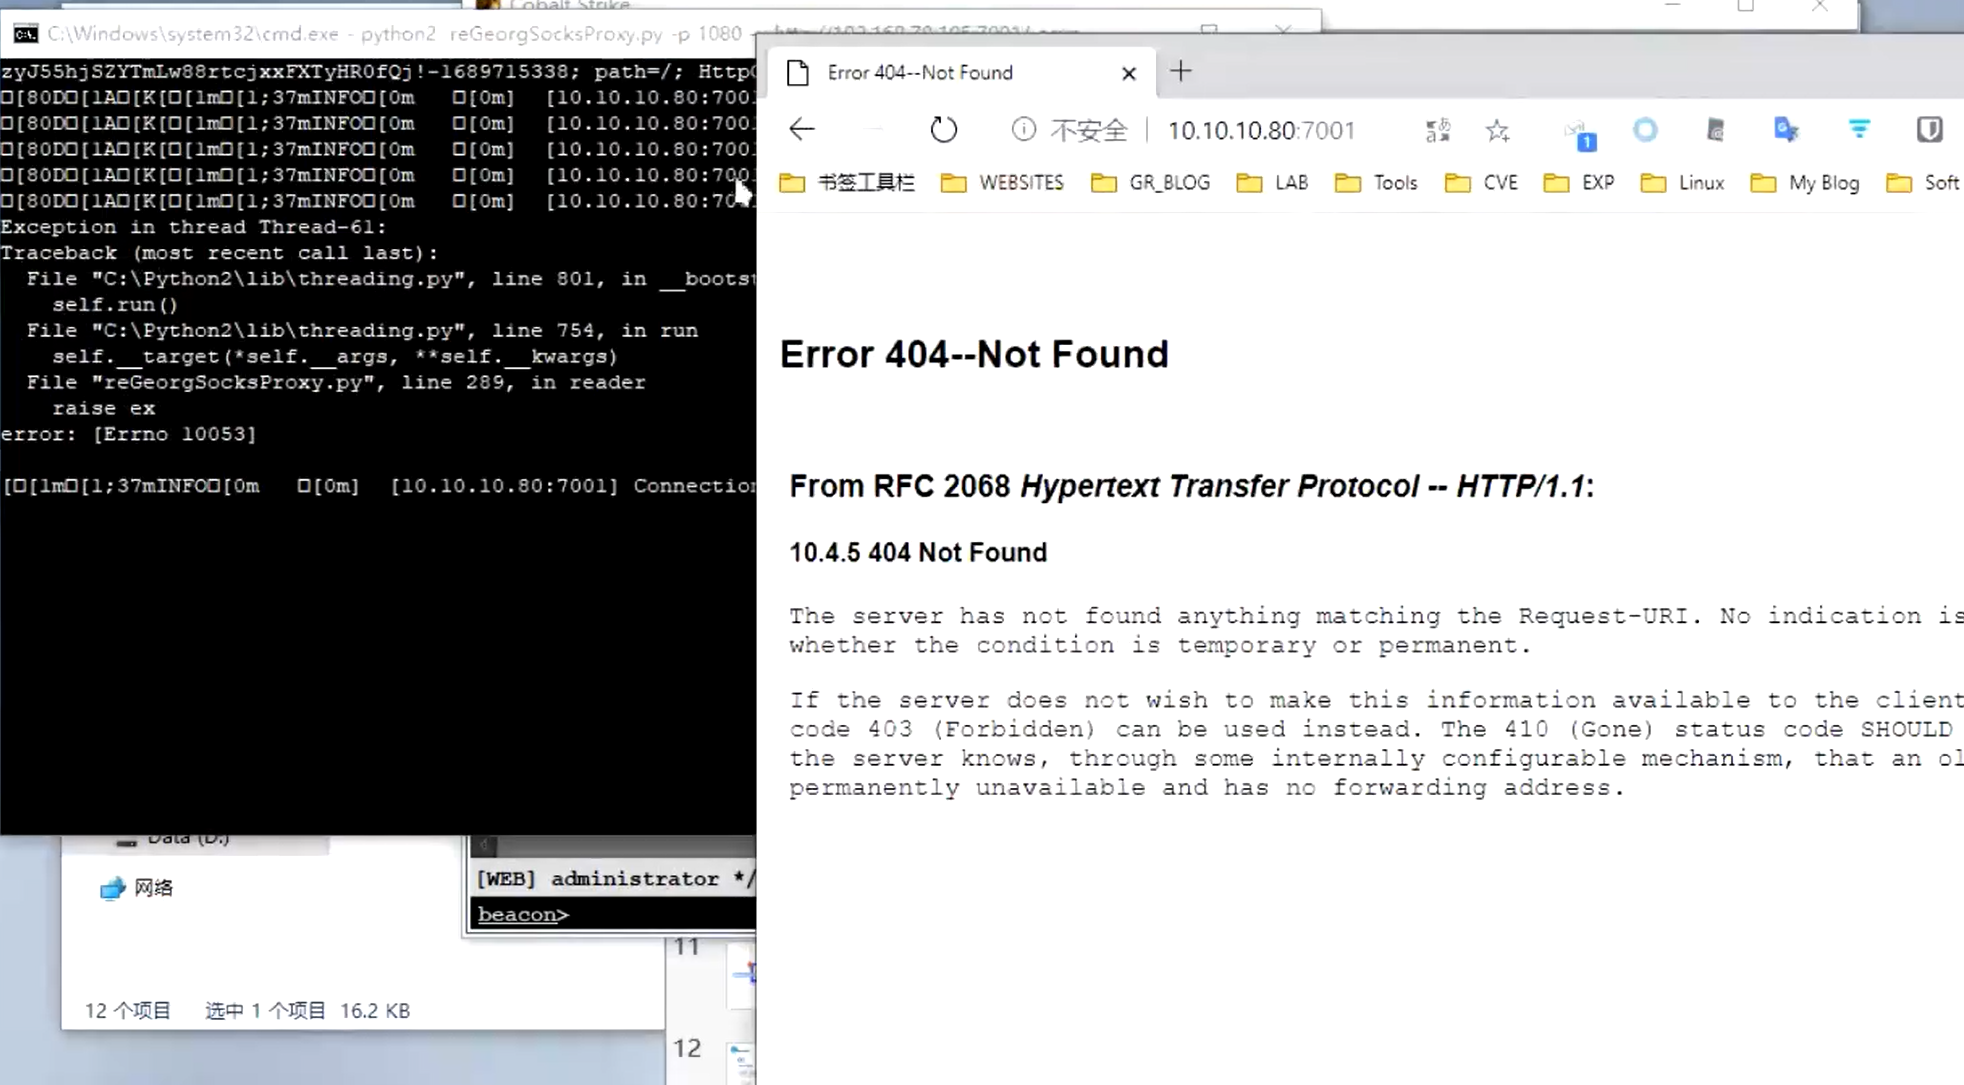 Cobalt Strike
C:\Windows\system32\cmd.exe - python2 reGeorgSocksProxy.py -p 1080
zyJ55hjSZYTmLw88rtcjxxFXTyHR0fQj!-1689715338; path=/; Http
□[80D□[1A□[K[□[1m□[1;37mINFO□[0m □[0m] [10.10.10.80:700
□[80D□[1A□[K[□[1m□[1;37mINFO□[0m □[0m] [10.10.10.80:700
□[80D□[1A□[K[□[1m□[1;37mINFO□[0m □[0m] [10.10.10.80:700
□[80D□[1A□[K[□[1m□[1;37mINFO□[0m □[0m] [10.10.10.80:700
□[80D□[1A□[K[□[1m□[1;37mINFO□[0m □[0m] [10.10.10.80:70
Exception in thread Thread-61:
Traceback (most recent call last):
File "C:\Python2\lib\threading.py", line 801, in __boots
self.run()
File "C:\Python2\lib\threading.py", line 754, in run
self.__target(*self.__args, **self.__kwargs)
File "reGeorgSocksProxy.py", line 289, in reader
raise ex
error: [Errno 10053]
[□[1m□[1;37mINFO□[0m □[0m] [10.10.10.80:7001] Connection
Error 404--Not Found
不安全 10.10.10.80:7001
书签工具栏 WEBSITES GR_BLOG LAB Tools CVE EXP Linux My Blog Soft
Error 404--Not Found
From RFC 2068 Hypertext Transfer Protocol -- HTTP/1.1:
10.4.5 404 Not Found
The server has not found anything matching the Request-URI. No indication is
whether the condition is temporary or permanent.
If the server does not wish to make this information available to the client
code 403 (Forbidden) can be used instead. The 410 (Gone) status code SHOULD
the server knows, through some internally configurable mechanism, that an ol
permanently unavailable and has no forwarding address.
Data (D:)
网络
[WEB] administrator */
beacon>
11
12
12 个项目 选中 1 个项目 16.2 KB